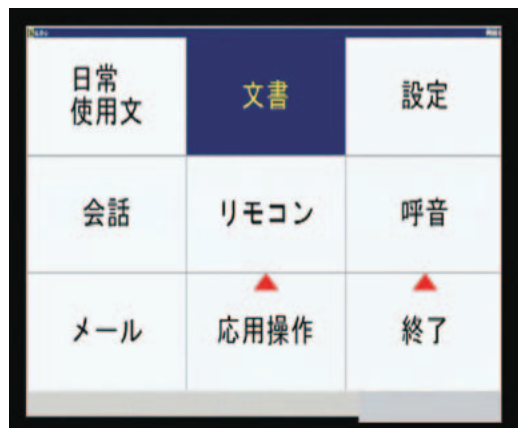 日常
使用文
文書
設定
会話
リモコン
呼音
メール
応用操作
終了